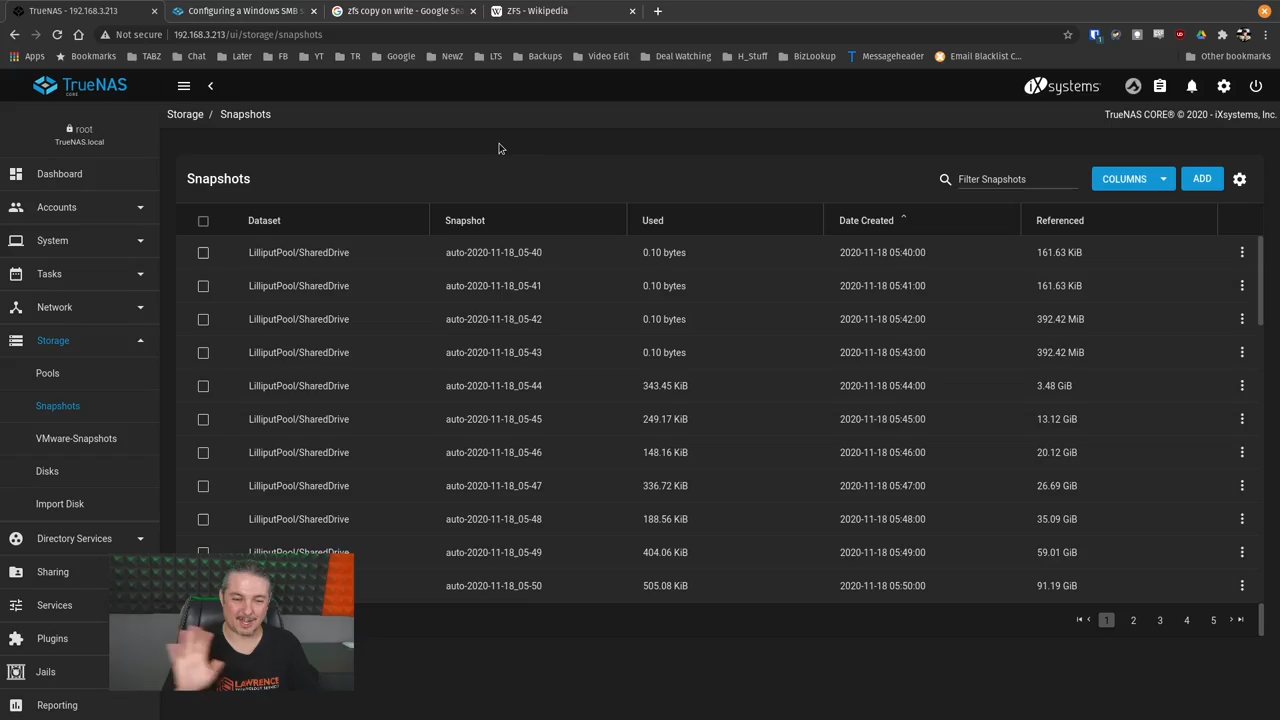 TrueNAS - 192.168.3.213
Configuring a Windows SMB s
zfs copy on write - Google Sea
ZFS - Wikipedia
Not secure 192.168.3.213/ui/storage/snapshots
Apps Bookmarks TABZ Chat Later FB YT TR Google NewZ LTS Backups Video Edit Deal Watching H_Stuff BizLookup Messageheader Email Blacklist C... Other bookmarks
TrueNAS
CORE
iXsystems
root
TrueNAS.local
Storage / Snapshots
TrueNAS CORE® © 2020 - iXsystems, Inc.
Dashboard
Accounts
System
Tasks
Network
Storage
Pools
Snapshots
VMware-Snapshots
Disks
Import Disk
Directory Services
Sharing
Services
Plugins
Jails
Reporting
Snapshots
Filter Snapshots
COLUMNS
ADD
Dataset Snapshot Used Date Created Referenced
LilliputPool/SharedDrive auto-2020-11-18_05-40 0.10 bytes 2020-11-18 05:40:00 161.63 KiB
LilliputPool/SharedDrive auto-2020-11-18_05-41 0.10 bytes 2020-11-18 05:41:00 161.63 KiB
LilliputPool/SharedDrive auto-2020-11-18_05-42 0.10 bytes 2020-11-18 05:42:00 392.42 MiB
LilliputPool/SharedDrive auto-2020-11-18_05-43 0.10 bytes 2020-11-18 05:43:00 392.42 MiB
LilliputPool/SharedDrive auto-2020-11-18_05-44 343.45 KiB 2020-11-18 05:44:00 3.48 GiB
LilliputPool/SharedDrive auto-2020-11-18_05-45 249.17 KiB 2020-11-18 05:45:00 13.12 GiB
LilliputPool/SharedDrive auto-2020-11-18_05-46 148.16 KiB 2020-11-18 05:46:00 20.12 GiB
LilliputPool/SharedDrive auto-2020-11-18_05-47 336.72 KiB 2020-11-18 05:47:00 26.69 GiB
LilliputPool/SharedDrive auto-2020-11-18_05-48 188.56 KiB 2020-11-18 05:48:00 35.09 GiB
LilliputPool/SharedDrive auto-2020-11-18_05-49 404.06 KiB 2020-11-18 05:49:00 59.01 GiB
auto-2020-11-18_05-50 505.08 KiB 2020-11-18 05:50:00 91.19 GiB
1 2 3 4 5
LAWRENCE
TECHNOLOGY SERVICES